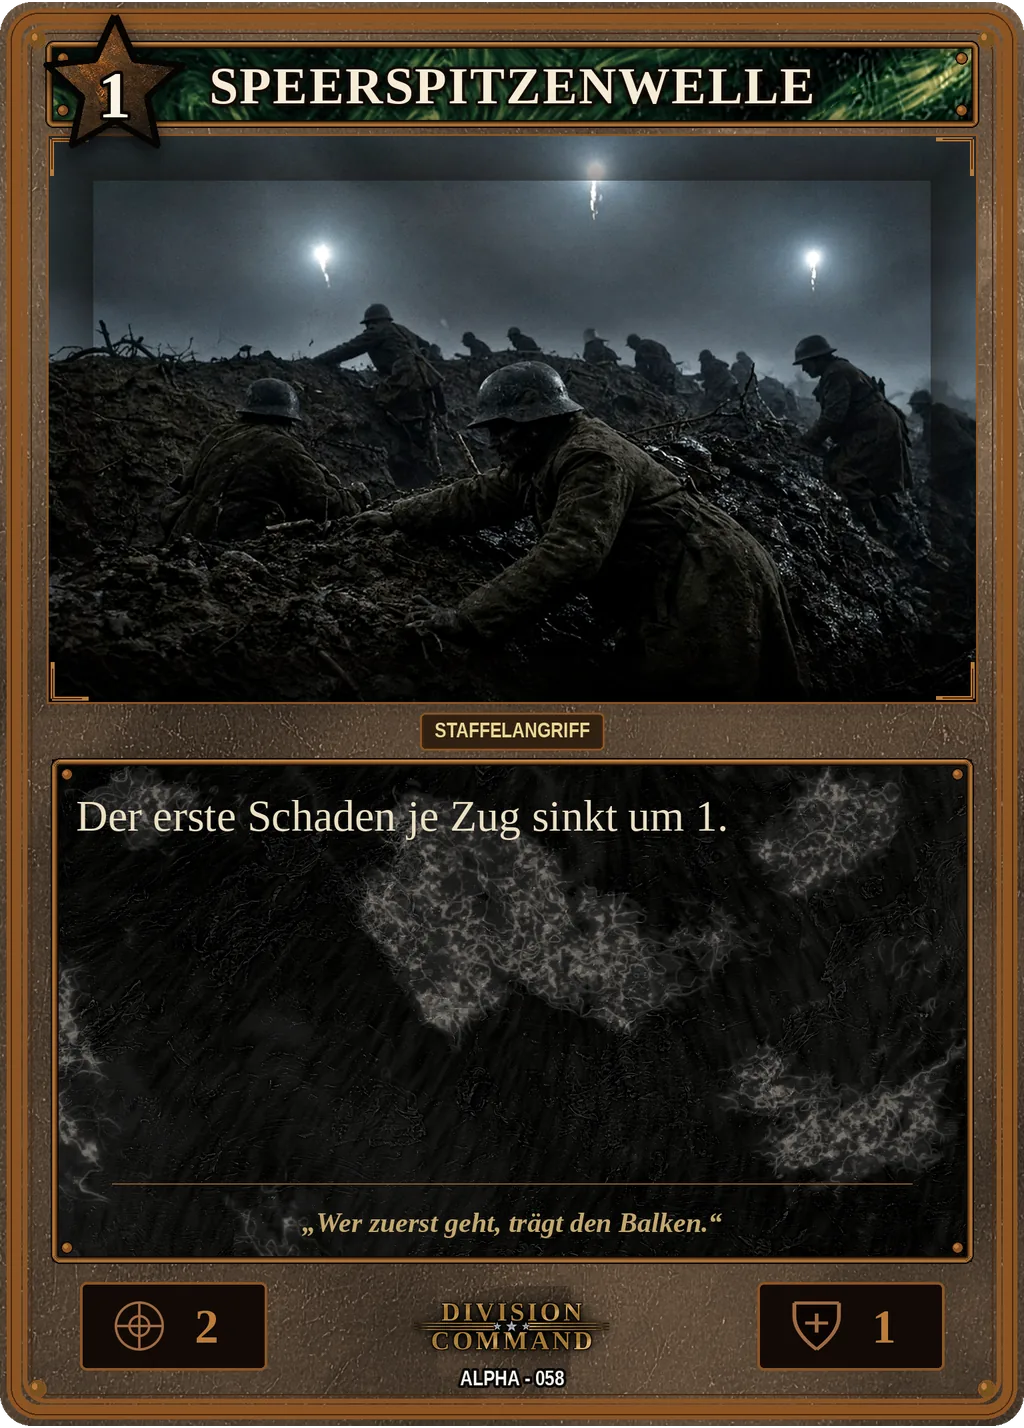 1
SPEERSPITZENWELLE
STAFFELANGRIFF
Der erste Schaden je Zug sinkt um 1.
„Wer zuerst geht, trägt den Balken.“
2
DIVISION
COMMAND
1
ALPHA - 058